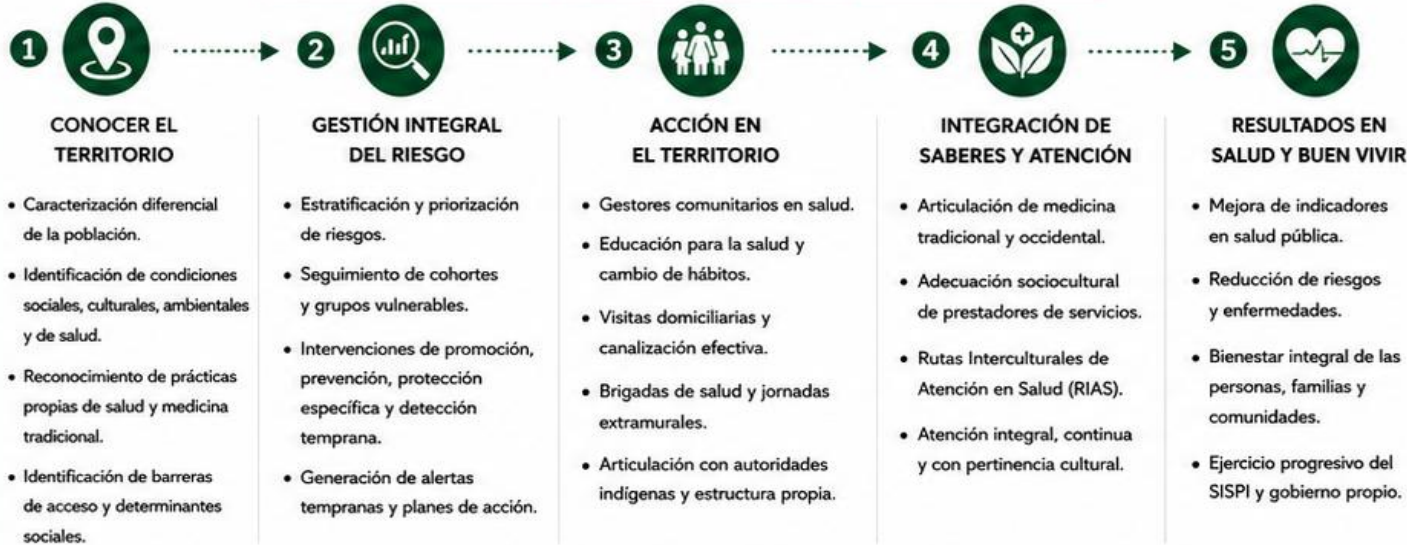 1
CONOCER EL
TERRITORIO
• Caracterización diferencial
de la población.
• Identificación de condiciones
sociales, culturales, ambientales
y de salud.
• Reconocimiento de prácticas
propias de salud y medicina
tradicional.
• Identificación de barreras
de acceso y determinantes
sociales.
2
GESTIÓN INTEGRAL
DEL RIESGO
• Estratificación y priorización
de riesgos.
• Seguimiento de cohortes
y grupos vulnerables.
• Intervenciones de promoción,
prevención, protección
específica y detección
temprana.
• Generación de alertas
tempranas y planes de acción.
3
ACCIÓN EN
EL TERRITORIO
• Gestores comunitarios en salud.
• Educación para la salud y
cambio de hábitos.
• Visitas domiciliarias y
canalización efectiva.
• Brigadas de salud y jornadas
extramurales.
• Articulación con autoridades
indígenas y estructura propia.
4
INTEGRACIÓN DE
SABERES Y ATENCIÓN
• Articulación de medicina
tradicional y occidental.
• Adecuación sociocultural
de prestadores de servicios.
• Rutas Interculturales de
Atención en Salud (RIAS).
• Atención integral, continua
y con pertinencia cultural.
5
RESULTADOS EN
SALUD Y BUEN VIVIR
• Mejora de indicadores
en salud pública.
• Reducción de riesgos
y enfermedades.
• Bienestar integral de las
personas, familias y
comunidades.
• Ejercicio progresivo del
SISPI y gobierno propio.